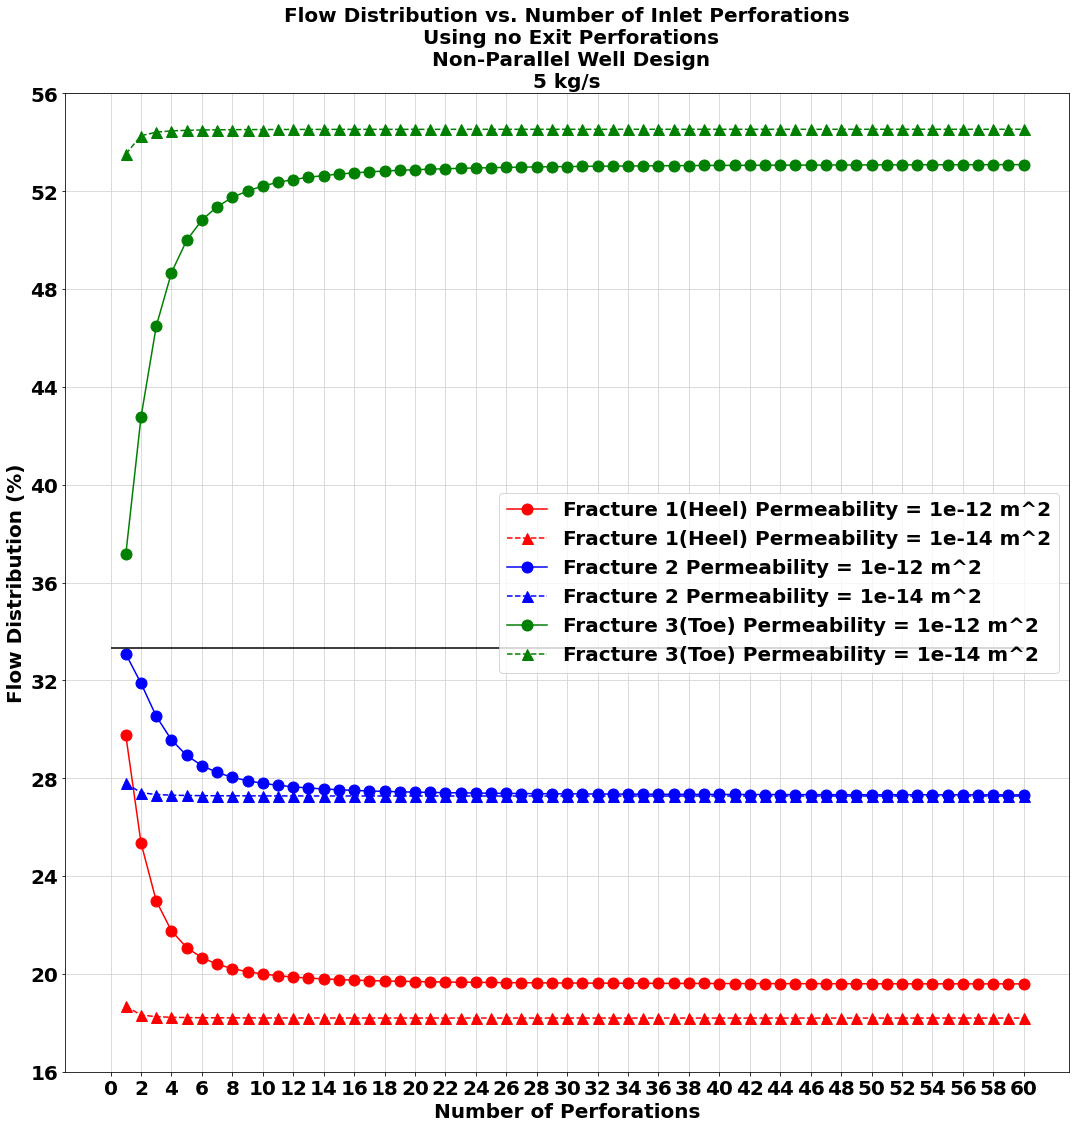 Flow Distribution vs. Number of Inlet Perforations
Using no Exit Perforations
Non-Parallel Well Design
5 kg/s
56
52
48
44
40
36
32
28
24
20
16
Flow Distribution (%)
Fracture 1(Heel) Permeability = 1e-12 m^2
Fracture 1(Heel) Permeability = 1e-14 m^2
Fracture 2 Permeability = 1e-12 m^2
Fracture 2 Permeability = 1e-14 m^2
Fracture 3(Toe) Permeability = 1e-12 m^2
Fracture 3(Toe) Permeability = 1e-14 m^2
0 2 4 6 8 10 12 14 16 18 20 22 24 26 28 30 32 34 36 38 40 42 44 46 48 50 52 54 56 58 60
Number of Perforations